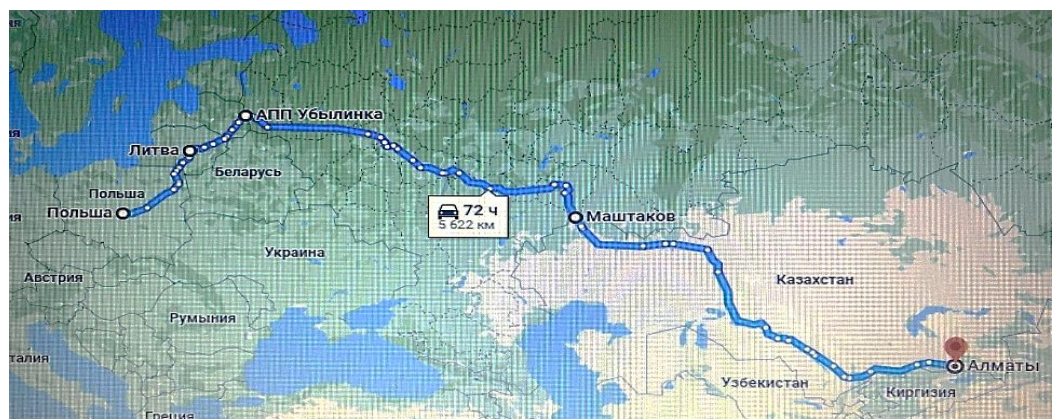 АПП Убылинка
Литва
Беларусь
Польша
Польша
72 ч
5 622 км
Маштаков
Украина
Австрия
Казахстан
Румыния
талия
Алматы
Узбекистан
Киргизия
Греция